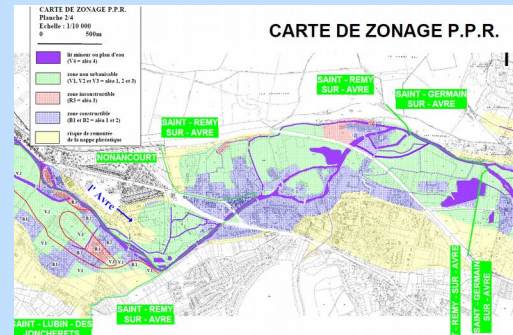 CARTE DE ZONAGE P.P.R.
Planche 2/4
Echelle : 1/10 000
0 500m
lit mineur ou plan d'eau
(V4 = aléa 4)
zone non urbanisable
(V1, V2 et V3 = aléa 1, 2 et 3)
zone inconstructible
(R3 = aléa 3)
zone constructible
(B1 et B2 = aléa 1 et 2)
risque de remontée
de la nappe phréatique
CARTE DE ZONAGE P.P.R.
SAINT - REMY
SUR - AVRE
SAINT - GERMAIN
SUR - AVRE
SAINT - REMY
SUR - AVRE
NONANCOURT
l' Avre
SAINT - REMY
SUR - AVRE
SAINT - LUBIN - DES
JONCHERETS
REMY - SUR - AVRE
SAINT - GERMAIN
SUR - AVRE